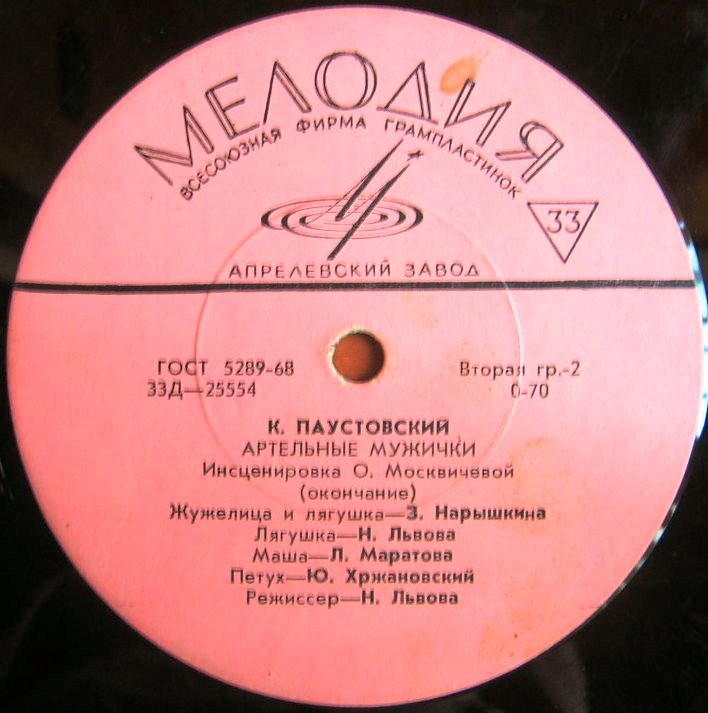 МЕЛОДИЯ
ВСЕСОЮЗНАЯ ФИРМА ГРАМПЛАСТИНОК
33
АПРЕЛЕВСКИЙ ЗАВОД
ГОСТ 5289-68 Вторая гр.-2
33Д—25554 0-70
К. ПАУСТОВСКИЙ
АРТЕЛЬНЫЕ МУЖИЧКИ
Инсценировка О. Москвичевой
(окончание)
Жужелица и лягушка—З. Нарышкина
Лягушка—Н. Львова
Маша—Л. Маратова
Петух—Ю. Хржановский
Режиссер—Н. Львова